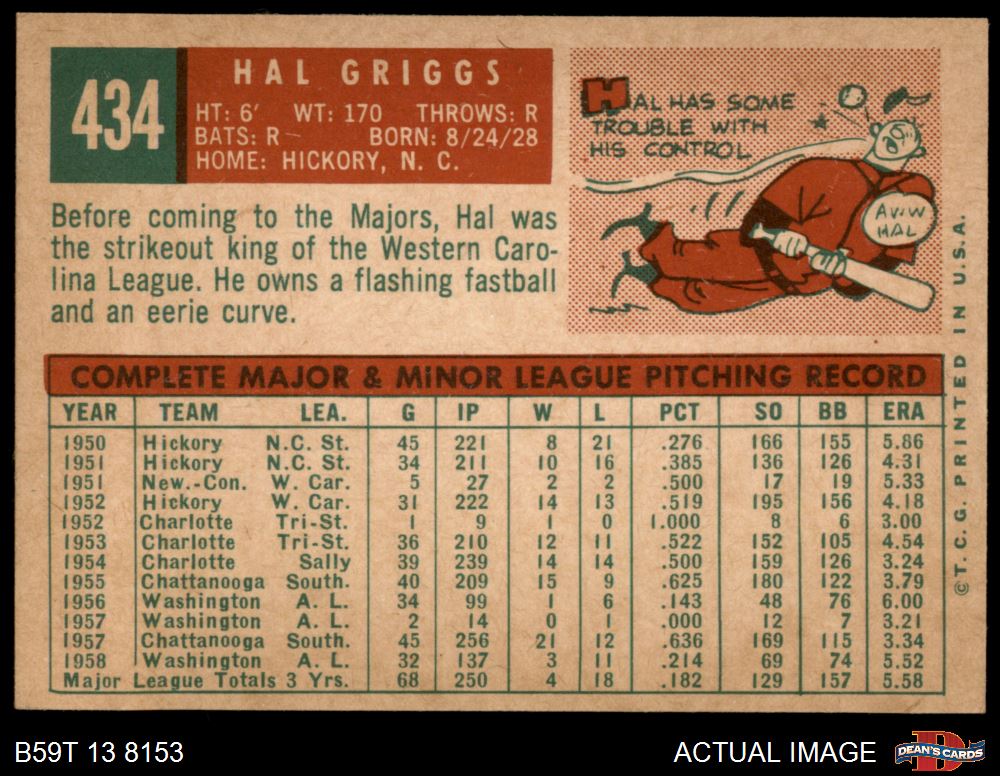 434
HAL GRIGGS
HT: 6' WT: 170 THROWS: R
BATS: R BORN: 8/24/28
HOME: HICKORY, N. C.
HAL HAS SOME
TROUBLE WITH
HIS CONTROL
AW W
HAL
Before coming to the Majors, Hal was
the strikeout king of the Western Caro-
lina League. He owns a flashing fastball
and an eerie curve.
COMPLETE MAJOR & MINOR LEAGUE PITCHING RECORD
YEAR TEAM LEA. G IP W L PCT SO BB ERA
1950 Hickory N.C. St. 45 221 8 21 .276 166 155 5.86
1951 Hickory N.C. St. 34 211 10 16 .385 136 126 4.31
1951 New.-Con. W. Car. 5 27 2 2 .500 17 19 5.33
1952 Hickory W. Car. 31 222 14 13 .519 195 156 4.18
1952 Charlotte Tri-St. 1 9 1 0 1.000 8 6 3.00
1953 Charlotte Tri-St. 36 210 12 11 .522 152 105 4.54
1954 Charlotte Sally 39 239 14 14 .500 159 126 3.24
1955 Chattanooga South. 40 209 15 9 .625 180 122 3.79
1956 Washington A. L. 34 99 1 6 .143 48 76 6.00
1957 Washington A. L. 2 14 0 1 .000 12 7 3.21
1957 Chattanooga South. 45 256 21 12 .636 169 115 3.34
1958 Washington A. L. 32 137 3 11 .214 69 74 5.52
Major League Totals 3 Yrs. 68 250 4 18 .182 129 157 5.58
© T. C. G. PRINTED IN U.S.A.
B59T 13 8153
ACTUAL IMAGE
DEAN'S CARDS